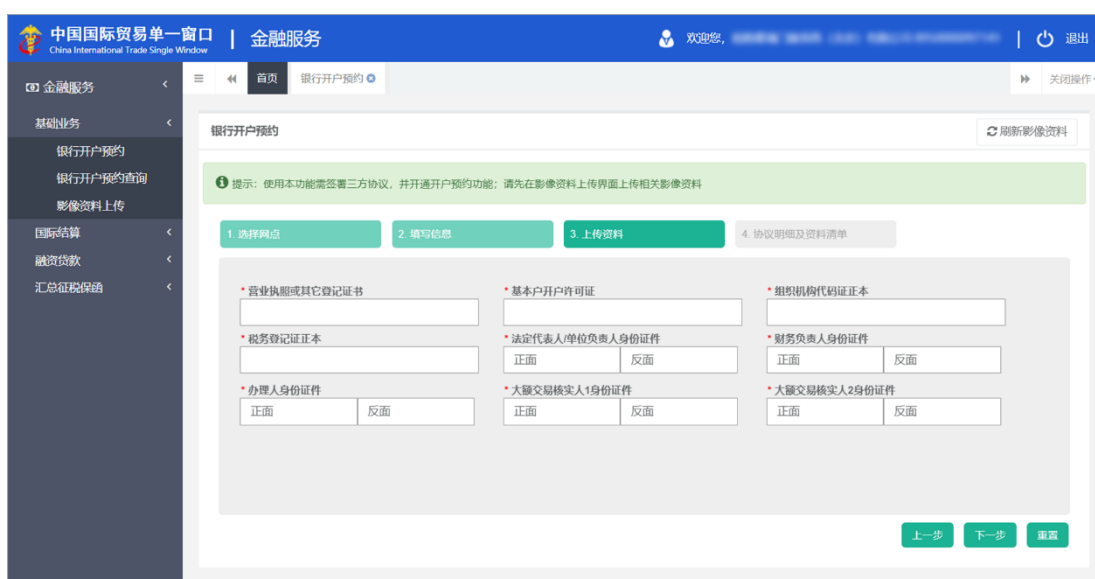 中国国际贸易单一窗口 | 金融服务
China International Trade Single Window
欢迎您,
退出
金融服务
首页
银行开户预约
关闭操作
基础业务
银行开户预约
银行开户预约查询
影像资料上传
国际结算
融资贷款
汇总征税保函
银行开户预约
刷新影像资料
提示：使用本功能需签署三方协议，并开通开户预约功能；请先在影像资料上传界面上传相关影像资料
1. 选择网点 2. 填写信息 3. 上传资料 4. 协议明细及资料清单
* 营业执照或其它登记证书 * 基本户开户许可证 * 组织机构代码证正本
* 税务登记证正本 * 法定代表人/单位负责人身份证件 * 财务负责人身份证件
正面 反面 正面 反面
* 办理人身份证件 * 大额交易核实人1身份证件 * 大额交易核实人2身份证件
正面 反面 正面 反面 正面 反面
上一步 下一步 重置